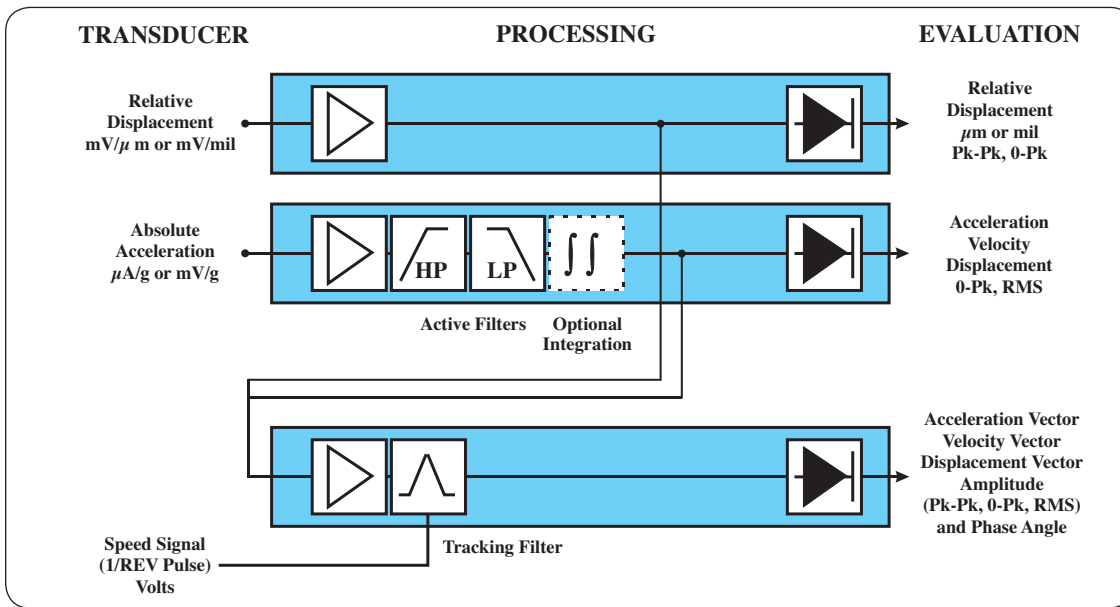 TRANSDUCER
PROCESSING
EVALUATION
Relative
Displacement
mV/µ m or mV/mil
Relative
Displacement
µm or mil
Pk-Pk, 0-Pk
Absolute
Acceleration
µA/g or mV/g
HP
LP
∫∫
Acceleration
Velocity
Displacement
0-Pk, RMS
Active Filters
Optional
Integration
Acceleration Vector
Velocity Vector
Displacement Vector
Amplitude
(Pk-Pk, 0-Pk, RMS)
and Phase Angle
Speed Signal
(1/REV Pulse)
Volts
Tracking Filter